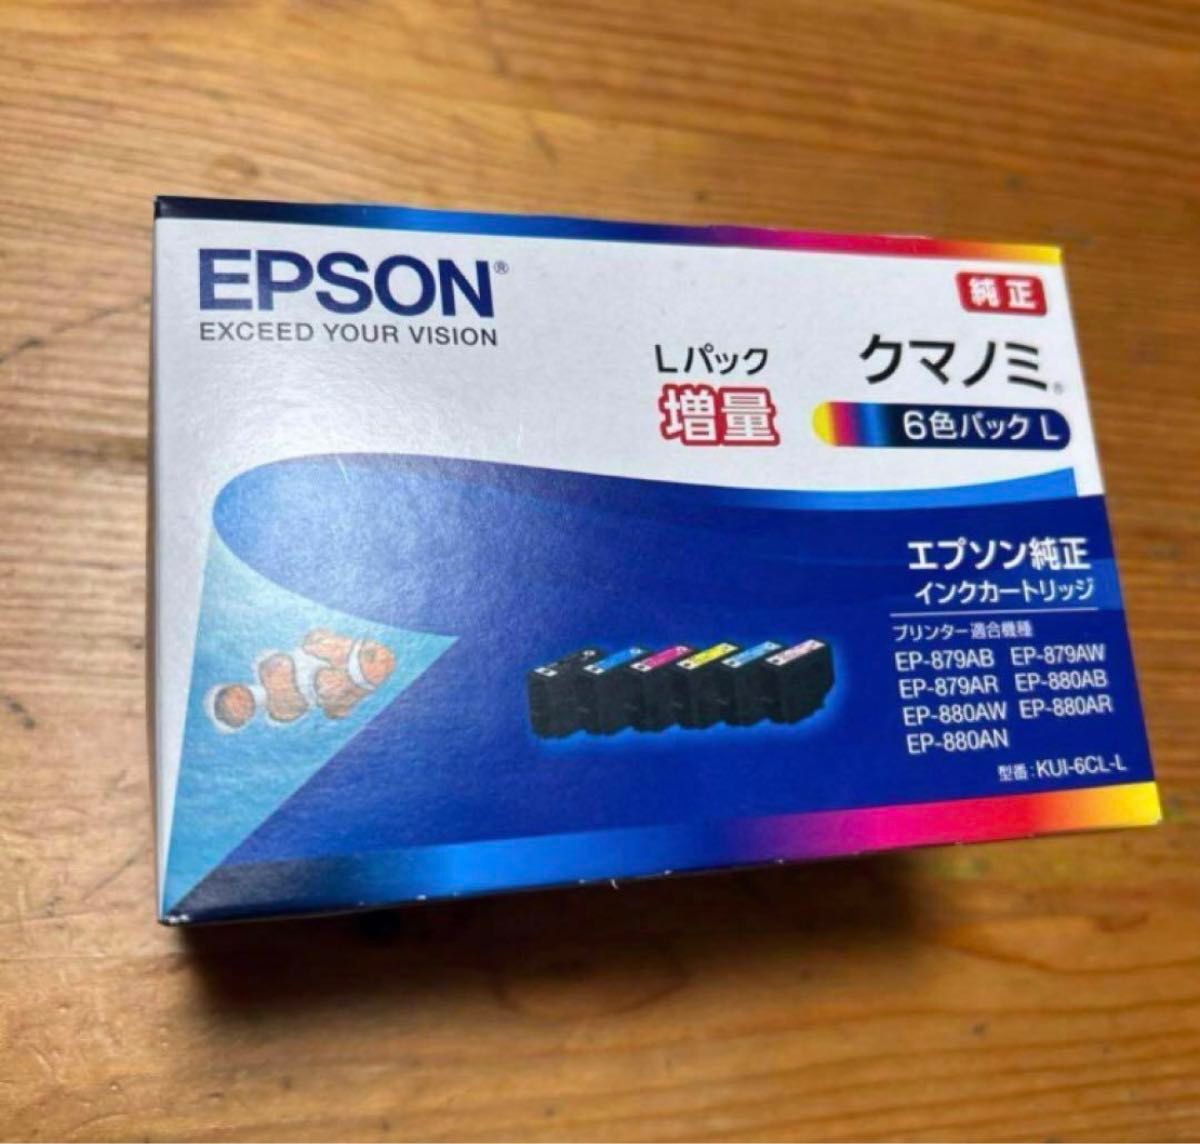 EPSON®
EXCEED YOUR VISION
純正
Lパック
増量
クマノミ®
6色パック L
エプソン純正
インクカートリッジ
プリンター適合機種
EP-879AB EP-879AW
EP-879AR EP-880AB
EP-880AW EP-880AR
EP-880AN
型番:KUI-6CL-L